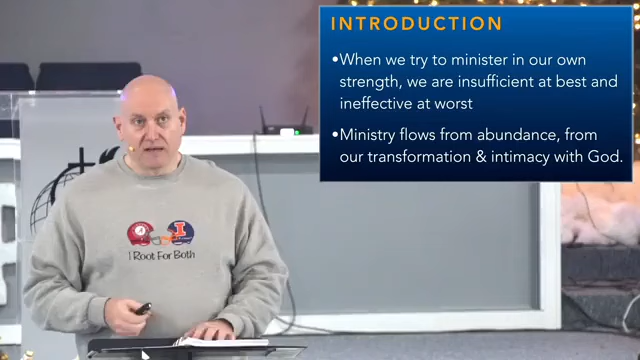 INTRODUCTION
•When we try to minister in our own
strength, we are insufficient at best and
ineffective at worst
•Ministry flows from abundance, from
our transformation & intimacy with God.
A I
I Root For Both